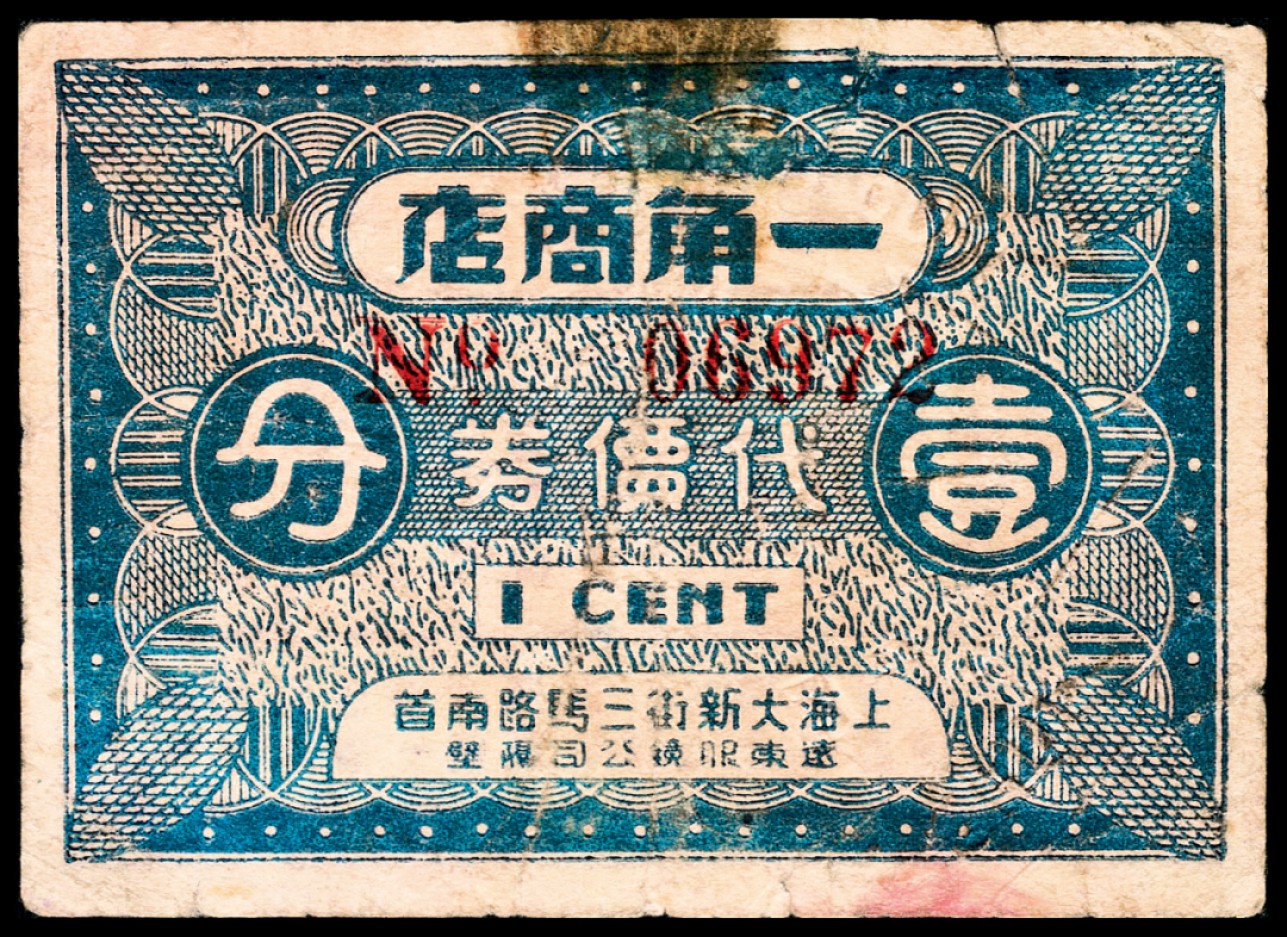 一角商店
Nº 06972
壹 代價券 分
1 CENT
上海大新街三馬路南首
遠東眼鏡公司隔壁